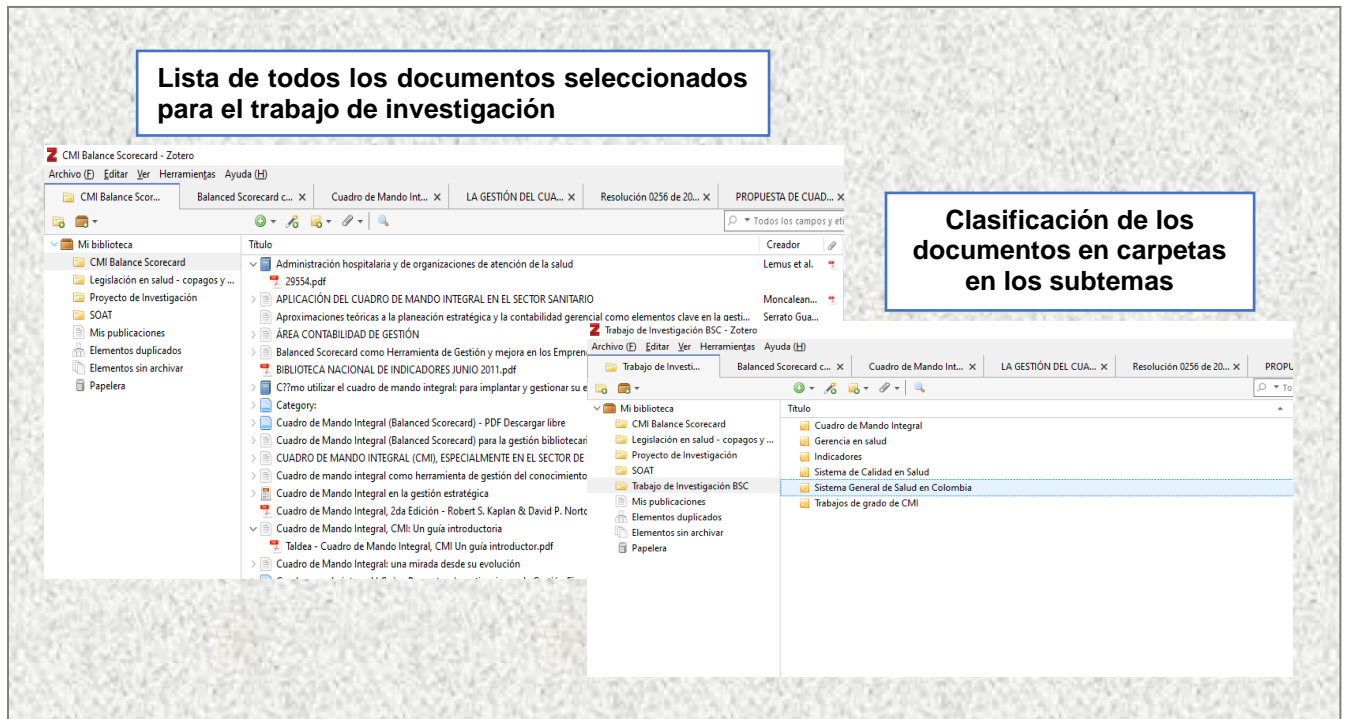 Lista de todos los documentos seleccionados
para el trabajo de investigación
CMI Balance Scorecard - Zotero
Archivo (F) Editar Ver Herramientas Ayuda (H)
CMI Balance Scor... Balanced Scorecard c... X Cuadro de Mando Int... X LA GESTIÓN DEL CUA... X Resolución 0256 de 20... X PROPUESTA DE CUAD... X
Todos los campos y eti
Mi biblioteca
CMI Balance Scorecard
Legislación en salud - copagos y ...
Proyecto de Investigación
SOAT
Mis publicaciones
Elementos duplicados
Elementos sin archivar
Papelera
Título Creador
Administración hospitalaria y de organizaciones de atención de la salud Lemus et al.
29554.pdf
APLICACIÓN DEL CUADRO DE MANDO INTEGRAL EN EL SECTOR SANITARIO Moncalean...
Aproximaciones teóricas a la planeación estratégica y la contabilidad gerencial como elementos clave en la gesti... Serrato Gua...
ÁREA CONTABILIDAD DE GESTIÓN
Balanced Scorecard como Herramienta de Gestión y mejora en los Empren
BIBLIOTECA NACIONAL DE INDICADORES JUNIO 2011.pdf
C??mo utilizar el cuadro de mando integral: para implantar y gestionar su e
Category:
Cuadro de Mando Integral (Balanced Scorecard) - PDF Descargar libre
Cuadro de Mando Integral (Balanced Scorecard) para la gestión bibliotecari
CUADRO DE MANDO INTEGRAL (CMI), ESPECIALMENTE EN EL SECTOR DE
Cuadro de mando integral como herramienta de gestión del conocimiento
Cuadro de Mando Integral en la gestión estratégica
Cuadro de Mando Integral, 2da Edición - Robert S. Kaplan & David P. Norto
Cuadro de Mando Integral, CMI: Un guía introductoria
Taldea - Cuadro de Mando Integral, CMI Un guía introductor.pdf
Cuadro de Mando Integral: una mirada desde su evolución
Clasificación de los
documentos en carpetas
en los subtemas
Trabajo de Investigación BSC - Zotero
Archivo (F) Editar Ver Herramientas Ayuda (H)
Trabajo de Investi... Balanced Scorecard c... X Cuadro de Mando Int... X LA GESTIÓN DEL CUA... X Resolución 0256 de 20... X PROPU
To
Mi biblioteca
CMI Balance Scorecard
Legislación en salud - copagos y ...
Proyecto de Investigación
SOAT
Trabajo de Investigación BSC
Mis publicaciones
Elementos duplicados
Elementos sin archivar
Papelera
Título
Cuadro de Mando Integral
Gerencia en salud
Indicadores
Sistema de Calidad en Salud
Sistema General de Salud en Colombia
Trabajos de grado de CMI